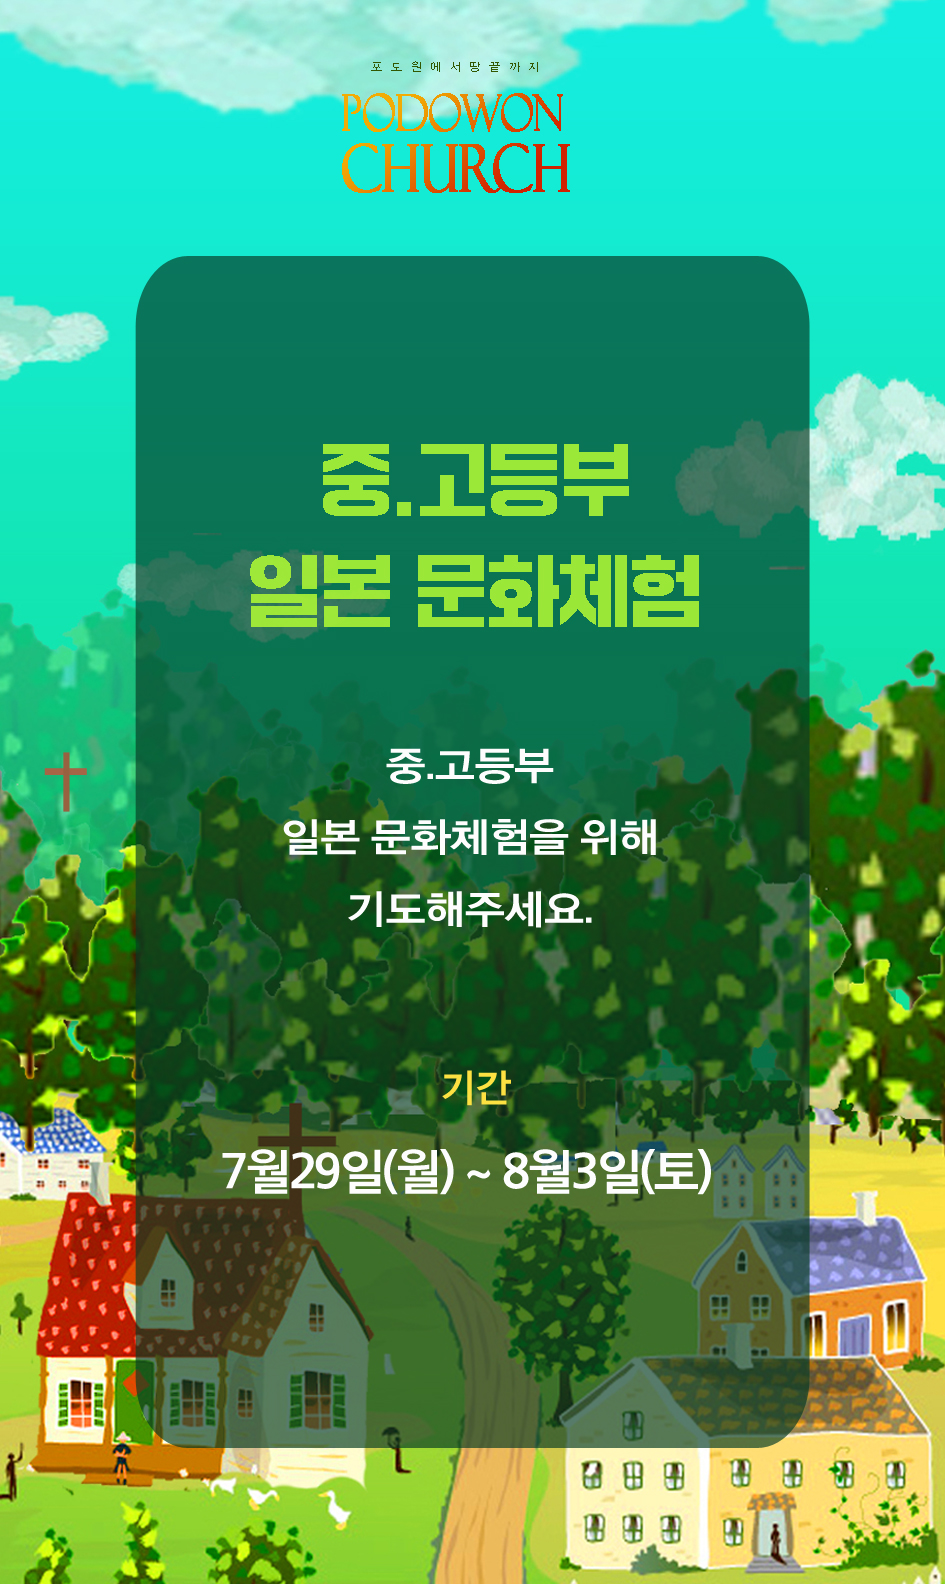 포도원에서땅끝까지
PODOWON
CHURCH
중.고등부
일본 문화체험
중.고등부
일본 문화체험을 위해
기도해주세요.
기간
7월29일(월) ~ 8월3일(토)